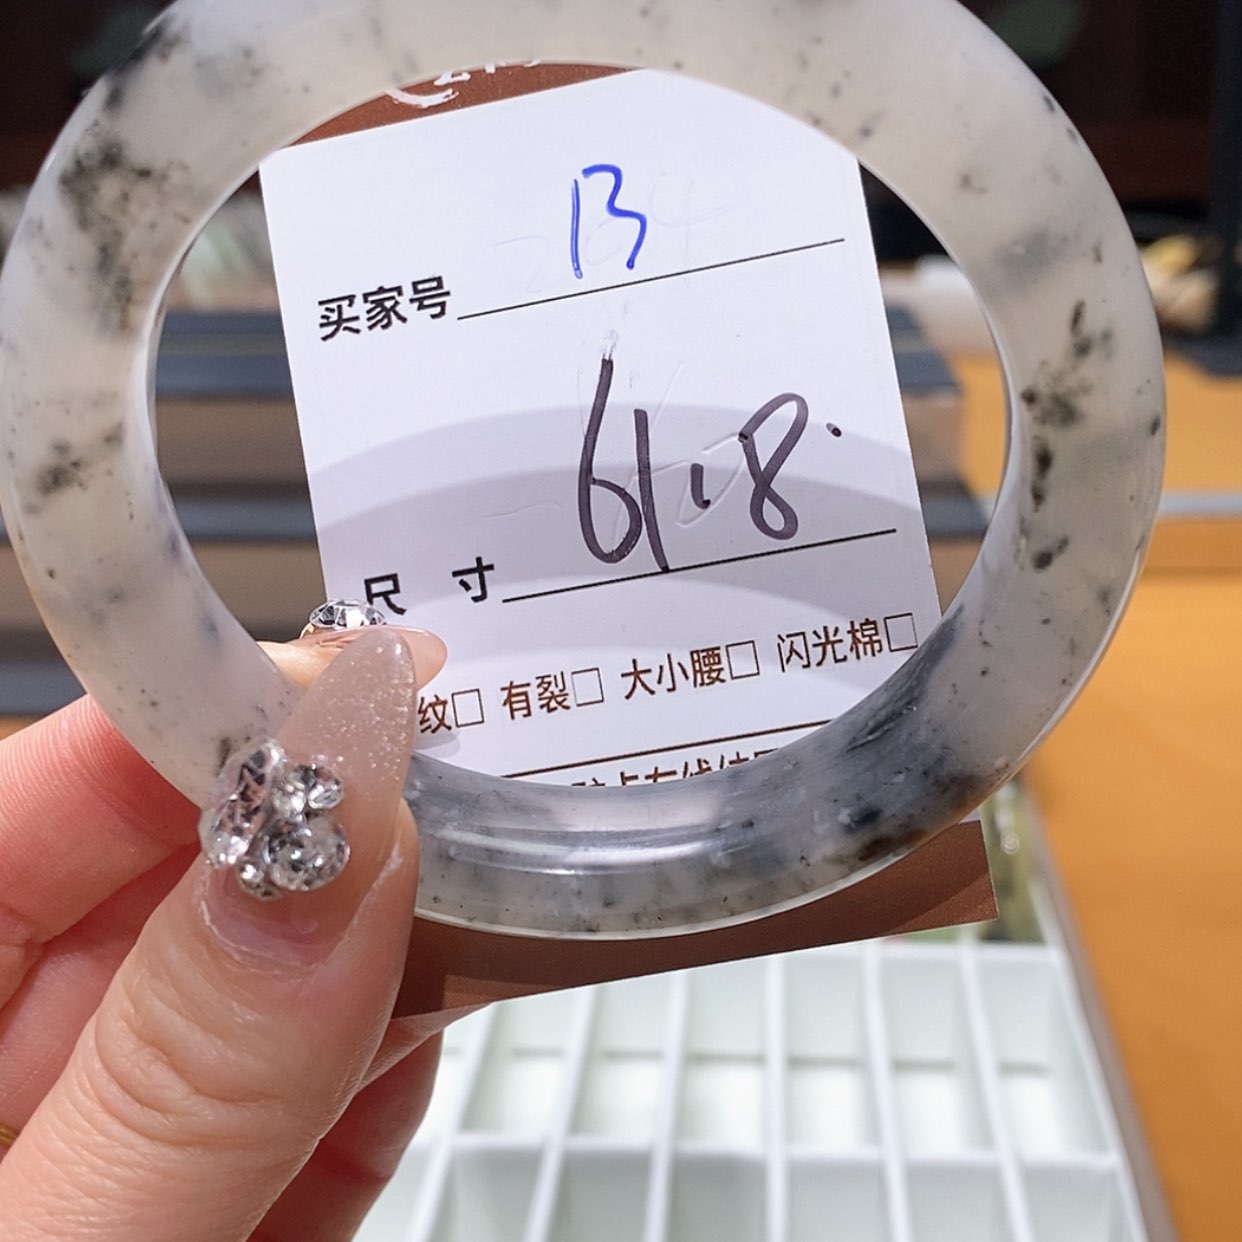 买家号 13
尺 寸 61.8
纹□ 有裂□ 大小腰□ 闪光棉□